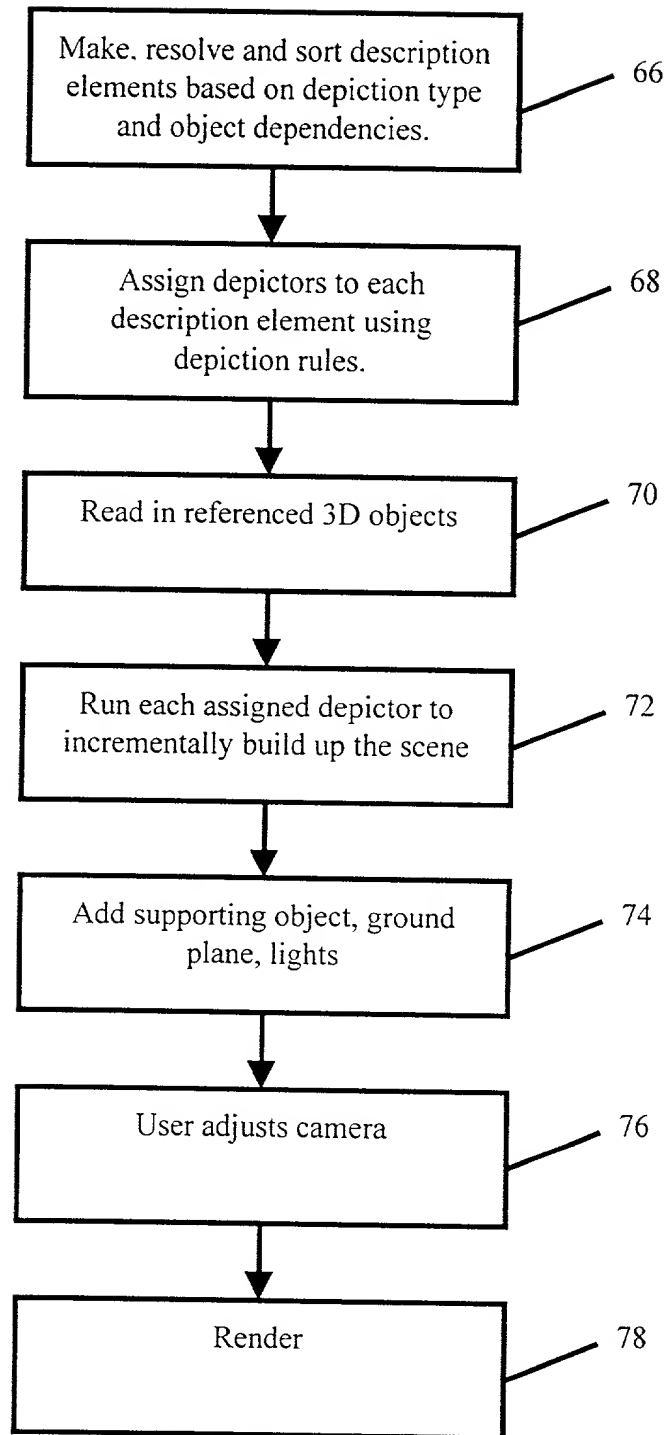 Make, resolve and sort description
elements based on depiction type
and object dependencies.
66
Assign depictors to each
description element using
depiction rules.
68
Read in referenced 3D objects
70
Run each assigned depictor to
incrementally build up the scene
72
Add supporting object, ground
plane, lights
74
User adjusts camera
76
Render
78